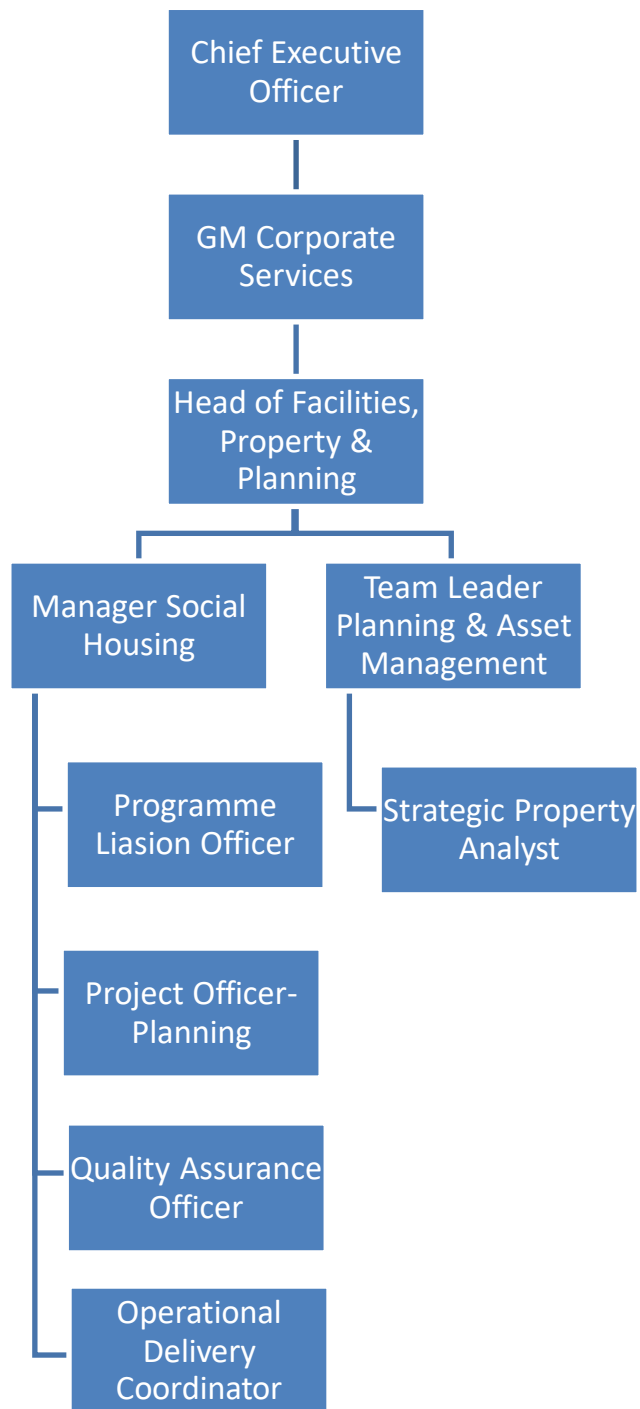 Chief Executive
Officer
GM Corporate
Services
Head of Facilities,
Property &
Planning
Manager Social
Housing
Team Leader
Planning & Asset
Management
Programme
Liasion Officer
Strategic Property
Analyst
Project Officer-
Planning
Quality Assurance
Officer
Operational
Delivery
Coordinator